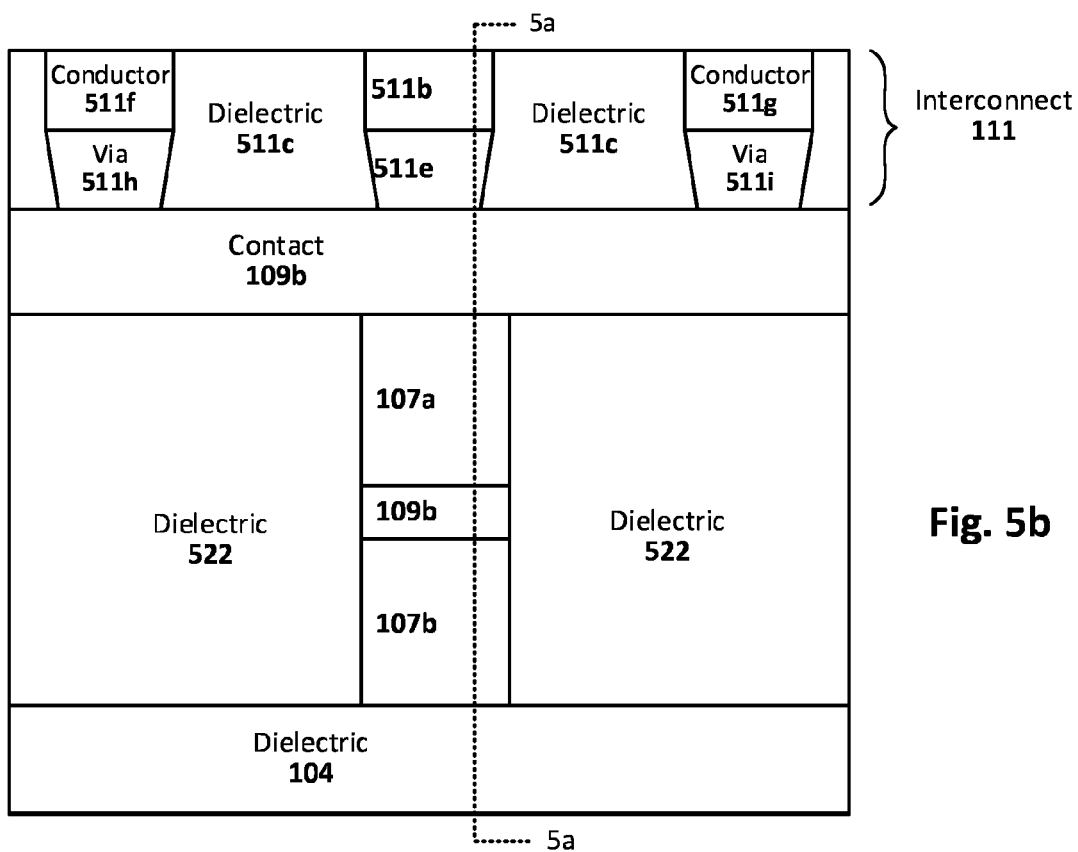 5a
Conductor
511f
Dielectric
511c
511b
Dielectric
511c
Conductor
511g
Interconnect
111
Via
511h
511e
Via
511i
Contact
109b
107a
109b
107b
Dielectric
522
Dielectric
522
Fig. 5b
Dielectric
104
5a